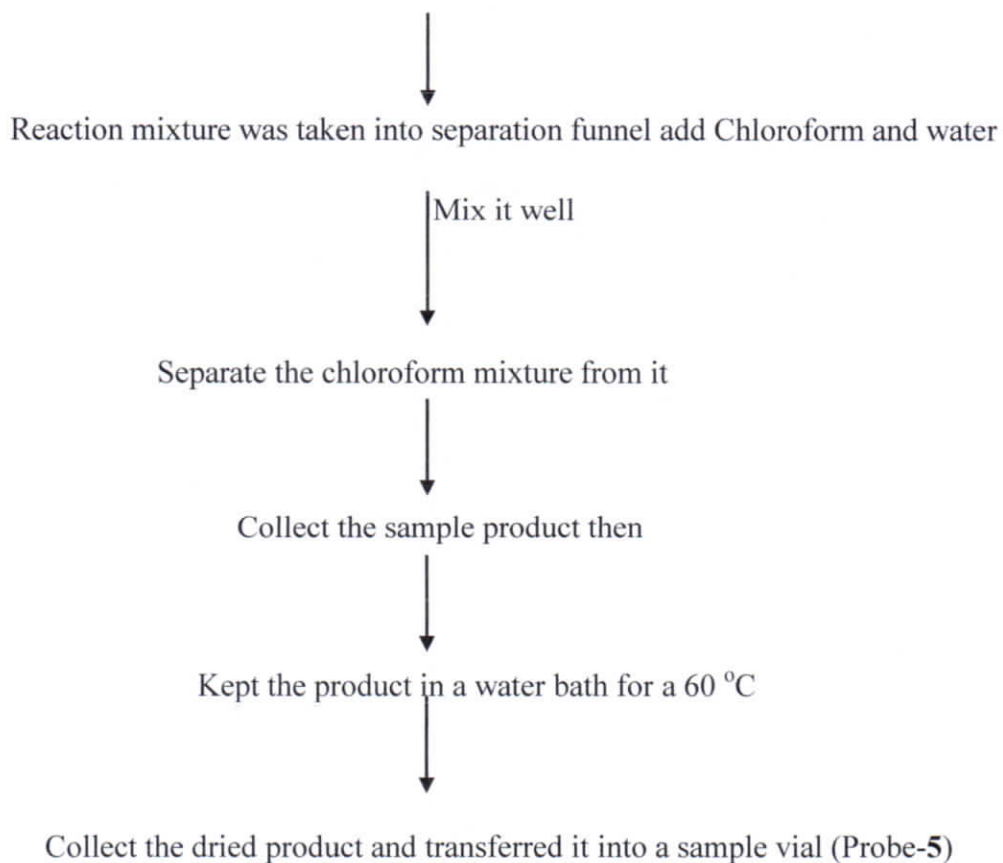 Reaction mixture was taken into separation funnel add Chloroform and water
Mix it well
Separate the chloroform mixture from it
Collect the sample product then
Kept the product in a water bath for a 60 °C
Collect the dried product and transferred it into a sample vial (Probe-5)